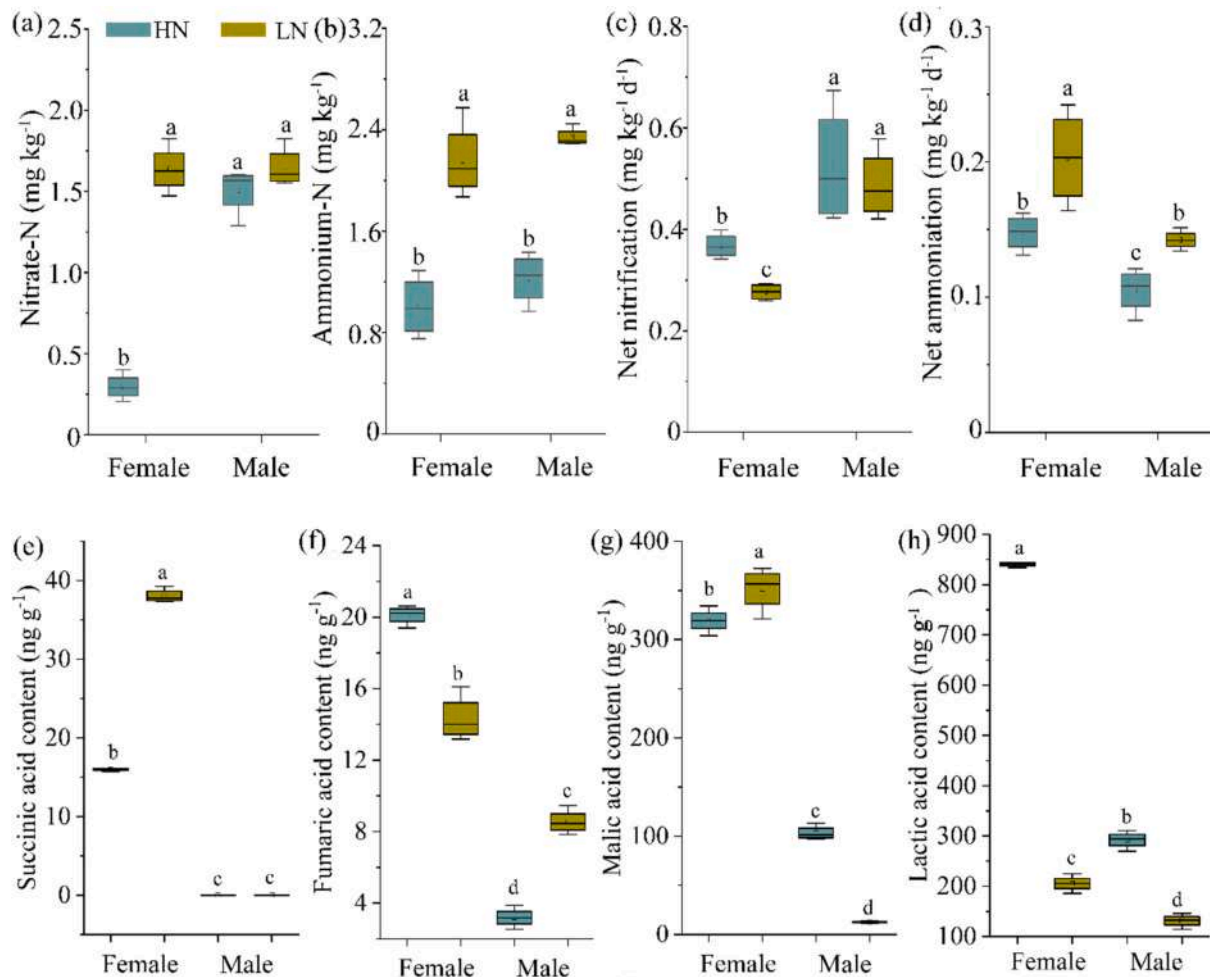 (a)
HN
LN
Nitrate-N (mg kg⁻¹)
2.5
2.0
1.5
1.0
0.5
0
b
a
a
a
Female
Male
(b)
Ammonium-N (mg kg⁻¹)
3.2
2.4
1.6
0.8
0
b
a
b
a
Female
Male
(c)
Net nitrification (mg kg⁻¹ d⁻¹)
0.8
0.6
0.4
0.2
0
b
c
a
a
Female
Male
(d)
Net ammoniation (mg kg⁻¹ d⁻¹)
0.3
0.2
0.1
0
b
a
c
b
Female
Male
(e)
Succinic acid content (ng g⁻¹)
40
30
20
10
0
b
a
c
c
Female
Male
(f)
Fumaric acid content (ng g⁻¹)
24
20
16
12
8
4
a
b
d
c
Female
Male
(g)
Malic acid content (ng g⁻¹)
400
300
200
100
0
b
a
c
d
Female
Male
(h)
Lactic acid content (ng g⁻¹)
900
800
700
600
500
400
300
200
100
a
c
b
d
Female
Male